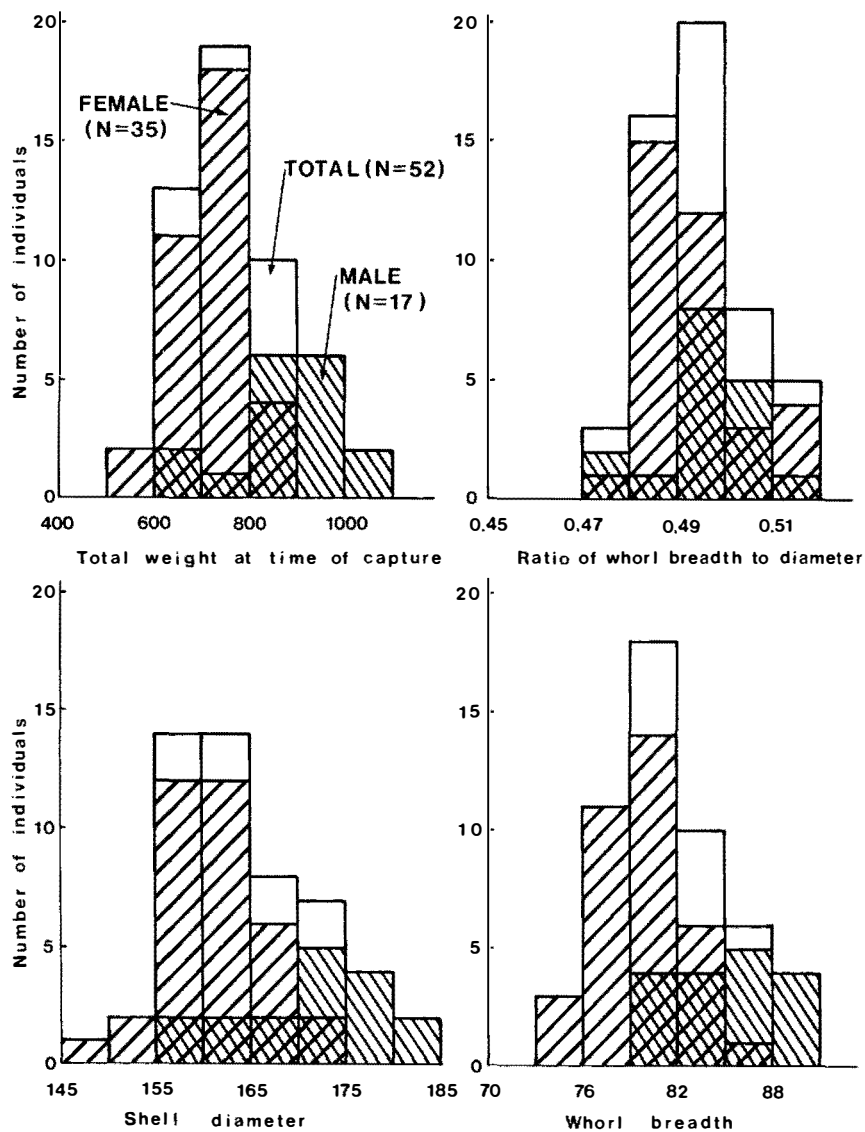 Number of individuals
20
15
10
5
0
FEMALE
(N=35)
TOTAL (N=52)
MALE
(N=17)
400 600 800 1000
Total weight at time of capture
20
15
10
5
0
0.45 0.47 0.49 0.51
Ratio of whorl breadth to diameter
Number of individuals
20
15
10
5
0
145 155 165 175 185
Shell diameter
20
15
10
5
0
70 76 82 88
Whorl breadth